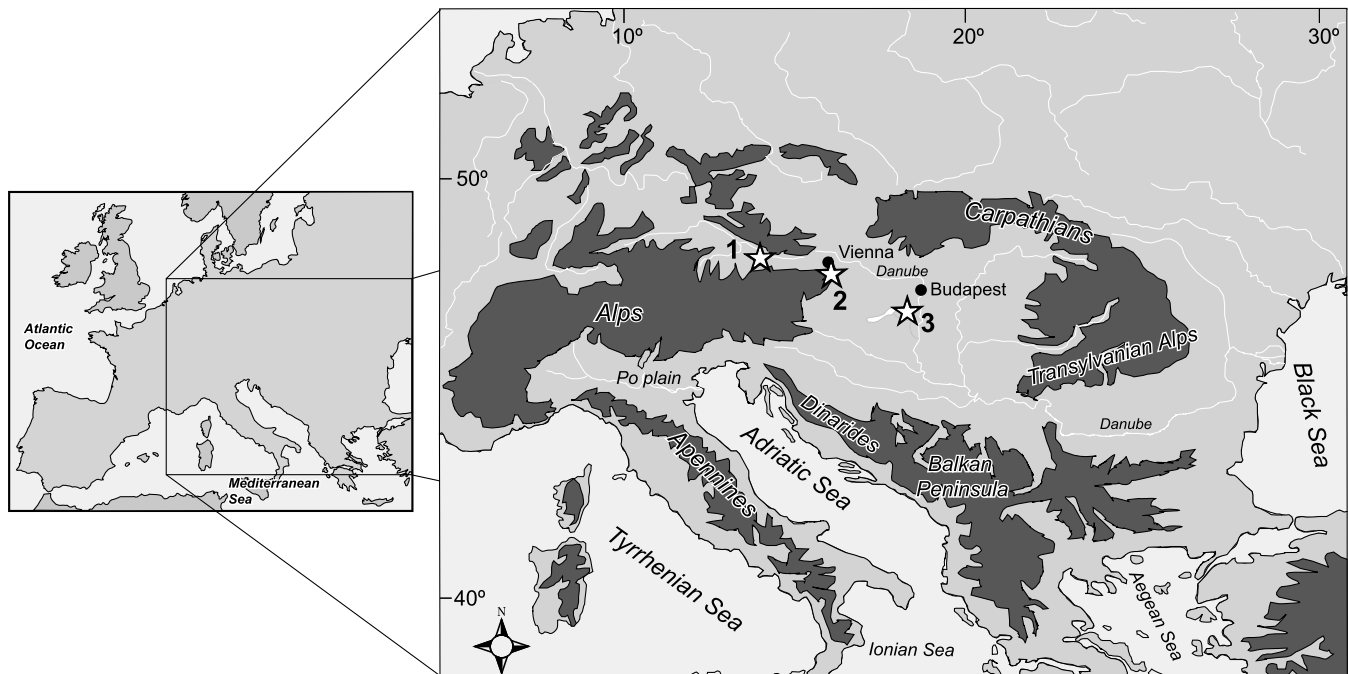 10º
20º
30º
50º
40º
Carpathians
1
Vienna
Danube
2
Budapest
3
Alps
Transylvanian Alps
Po plain
Danube
Dinarides
Adriatic Sea
Apennines
Balkan
Peninsula
Black Sea
Tyrrhenian Sea
Aegean Sea
Ionian Sea
N
Atlantic
Ocean
Mediterranean
Sea